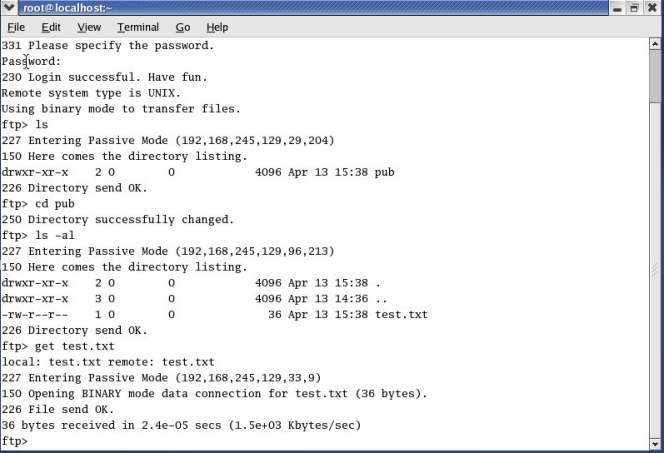 root@localhost:~
File Edit View Terminal Go Help
331 Please specify the password.
Password:
230 Login successful. Have fun.
Remote system type is UNIX.
Using binary mode to transfer files.
ftp> ls
227 Entering Passive Mode (192,168,245,129,29,204)
150 Here comes the directory listing.
drwxr-xr-x    2 0        0            4096 Apr 13 15:38 pub
226 Directory send OK.
ftp> cd pub
250 Directory successfully changed.
ftp> ls -al
227 Entering Passive Mode (192,168,245,129,96,213)
150 Here comes the directory listing.
drwxr-xr-x    2 0        0            4096 Apr 13 15:38 .
drwxr-xr-x    3 0        0            4096 Apr 13 14:36 ..
-rw-r--r--    1 0        0              36 Apr 13 15:38 test.txt
226 Directory send OK.
ftp> get test.txt
local: test.txt remote: test.txt
227 Entering Passive Mode (192,168,245,129,33,9)
150 Opening BINARY mode data connection for test.txt (36 bytes).
226 File send OK.
36 bytes received in 2.4e-05 secs (1.5e+03 Kbytes/sec)
ftp>